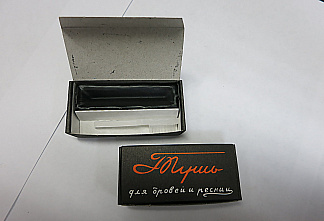 Тушь
для бровей и ресниц